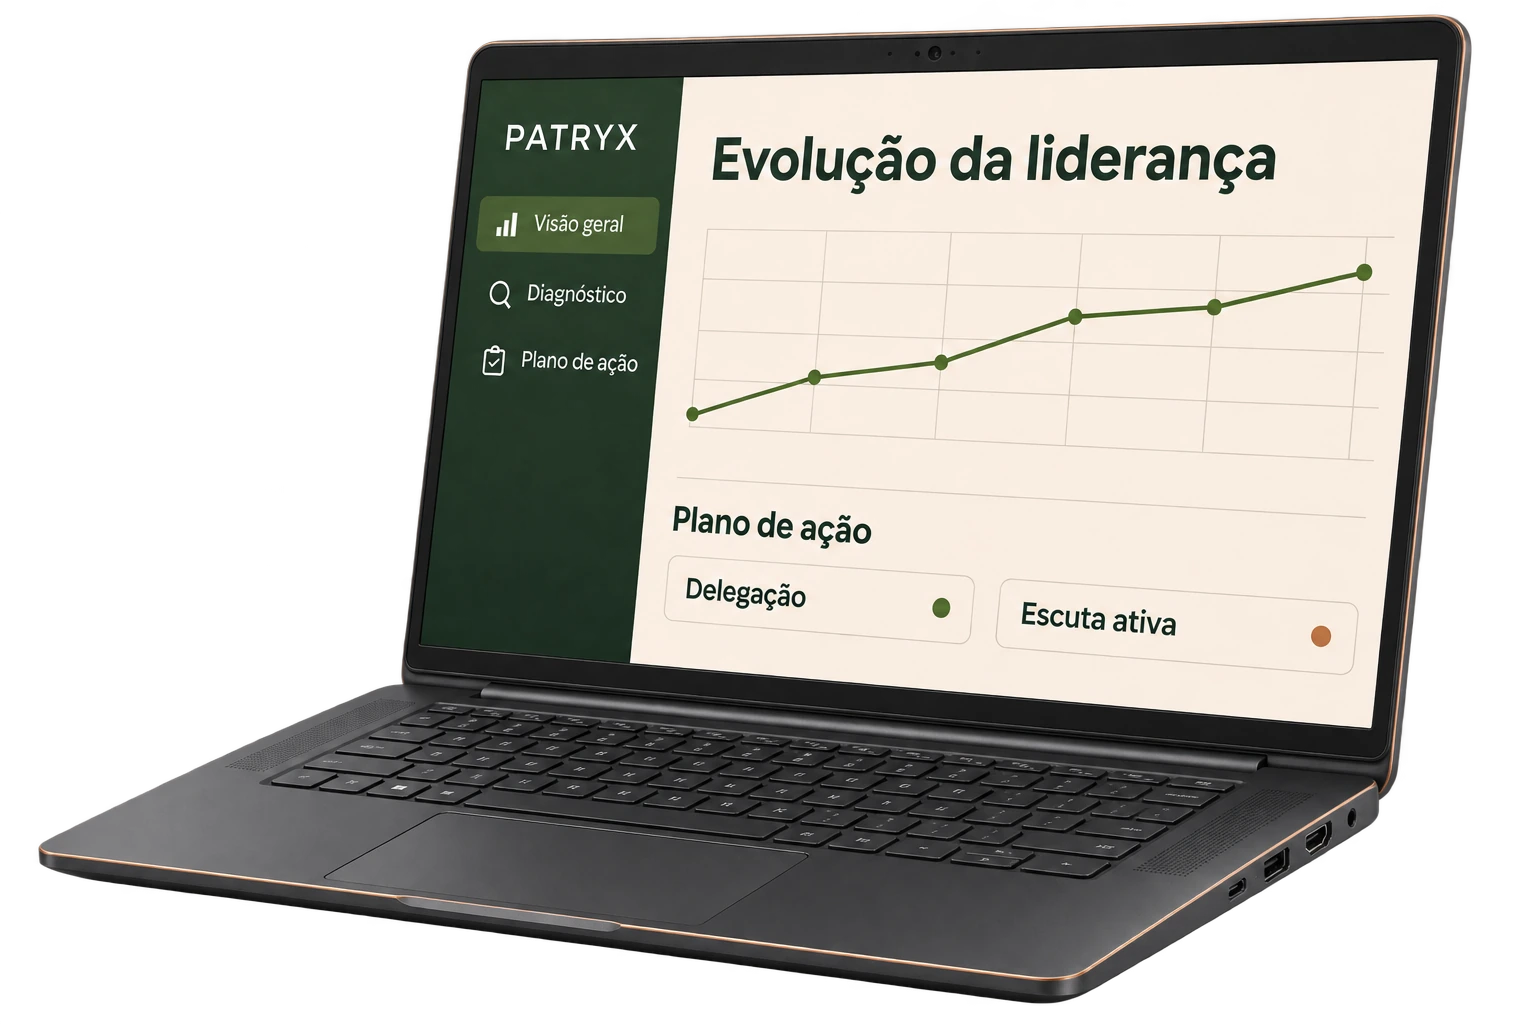 PATRYX
Visão geral
Diagnóstico
Plano de ação
Evolução da liderança
Plano de ação
Delegação
Escuta ativa